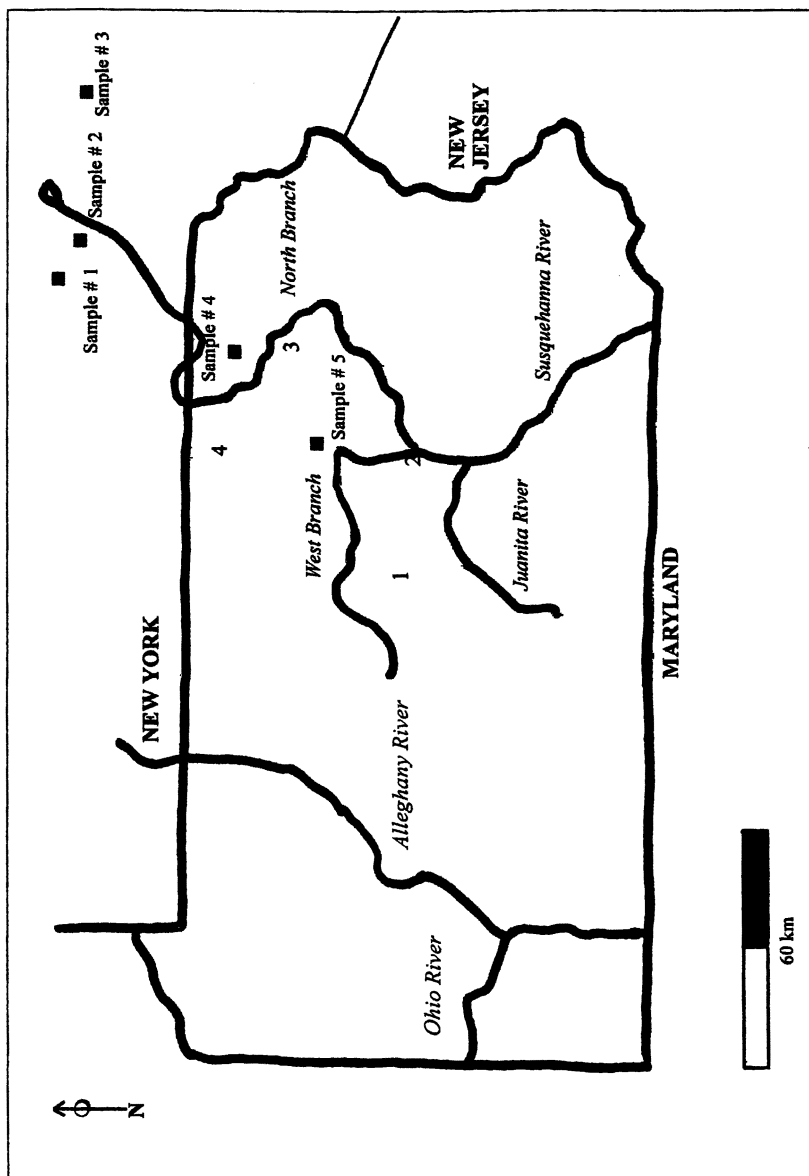 Sample # 1
Sample # 2
Sample # 3
NEW YORK
Sample # 4
4
North Branch
3
Sample # 5
West Branch
2
1
Alleghany River
Juanita River
Susquehanna River
NEW
JERSEY
Ohio River
MARYLAND
60 km
N